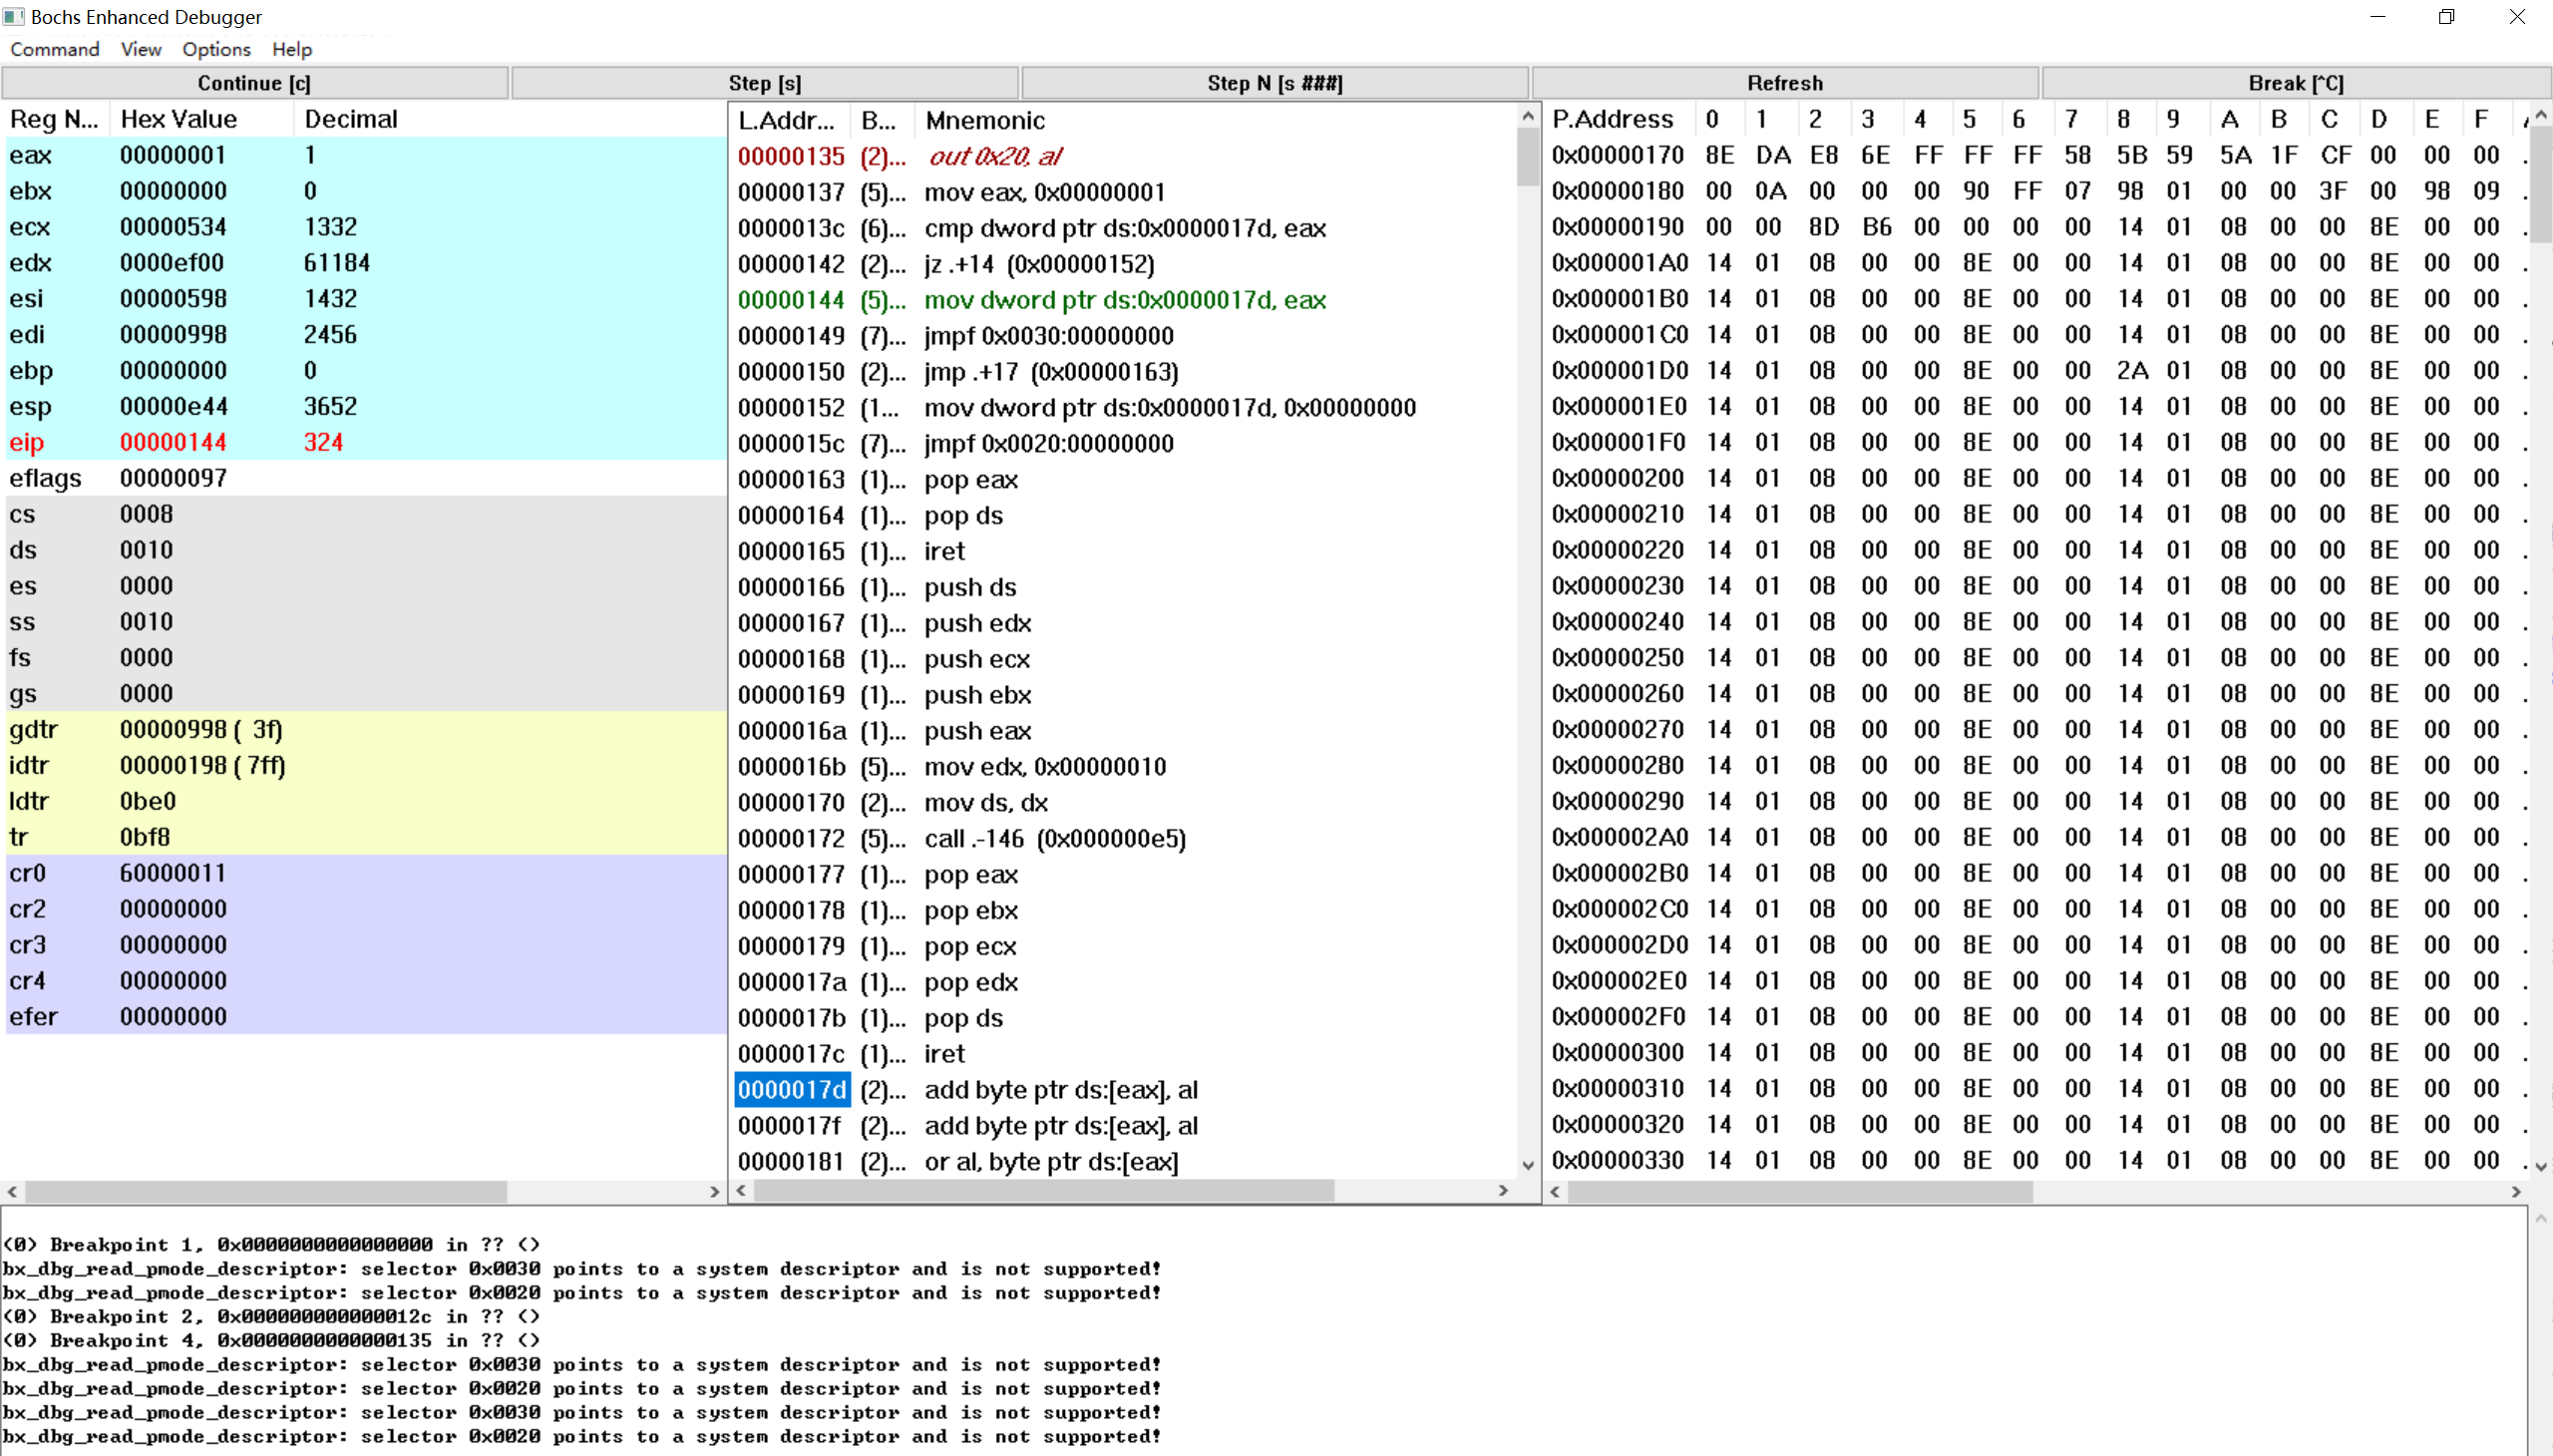 Bochs Enhanced Debugger
Command View Options Help
Continue [c] Step [s] Step N [s ###] Refresh Break [^C]
Reg N... Hex Value Decimal
eax 00000001 1
ebx 00000000 0
ecx 00000534 1332
edx 0000ef00 61184
esi 00000598 1432
edi 00000998 2456
ebp 00000000 0
esp 00000e44 3652
eip 00000144 324
eflags 00000097
cs 0008
ds 0010
es 0000
ss 0010
fs 0000
gs 0000
gdtr 00000998 ( 3f)
idtr 00000198 ( 7ff)
ldtr 0be0
tr 0bf8
cr0 60000011
cr2 00000000
cr3 00000000
cr4 00000000
efer 00000000
L.Addr... B... Mnemonic
00000135 (2)... out 0x20, al
00000137 (5)... mov eax, 0x00000001
0000013c (6)... cmp dword ptr ds:0x0000017d, eax
00000142 (2)... jz .+14 (0x00000152)
00000144 (5)... mov dword ptr ds:0x0000017d, eax
00000149 (7)... jmpf 0x0030:00000000
00000150 (2)... jmp .+17 (0x00000163)
00000152 (1... mov dword ptr ds:0x0000017d, 0x00000000
0000015c (7)... jmpf 0x0020:00000000
00000163 (1)... pop eax
00000164 (1)... pop ds
00000165 (1)... iret
00000166 (1)... push ds
00000167 (1)... push edx
00000168 (1)... push ecx
00000169 (1)... push ebx
0000016a (1)... push eax
0000016b (5)... mov edx, 0x00000010
00000170 (2)... mov ds, dx
00000172 (5)... call .-146 (0x000000e5)
00000177 (1)... pop eax
00000178 (1)... pop ebx
00000179 (1)... pop ecx
0000017a (1)... pop edx
0000017b (1)... pop ds
0000017c (1)... iret
0000017d (2)... add byte ptr ds:[eax], al
0000017f (2)... add byte ptr ds:[eax], al
00000181 (2)... or al, byte ptr ds:[eax]
P.Address 0 1 2 3 4 5 6 7 8 9 A B C D E F
0x00000170 8E DA E8 6E FF FF FF 58 5B 59 5A 1F CF 00 00 00 .
0x00000180 00 0A 00 00 00 90 FF 07 98 01 00 00 3F 00 98 09 .
0x00000190 00 00 8D B6 00 00 00 00 14 01 08 00 00 8E 00 00 .
0x000001A0 14 01 08 00 00 8E 00 00 14 01 08 00 00 8E 00 00 .
0x000001B0 14 01 08 00 00 8E 00 00 14 01 08 00 00 8E 00 00 .
0x000001C0 14 01 08 00 00 8E 00 00 14 01 08 00 00 8E 00 00 .
0x000001D0 14 01 08 00 00 8E 00 00 2A 01 08 00 00 8E 00 00 .
0x000001E0 14 01 08 00 00 8E 00 00 14 01 08 00 00 8E 00 00 .
0x000001F0 14 01 08 00 00 8E 00 00 14 01 08 00 00 8E 00 00 .
0x00000200 14 01 08 00 00 8E 00 00 14 01 08 00 00 8E 00 00 .
0x00000210 14 01 08 00 00 8E 00 00 14 01 08 00 00 8E 00 00 .
0x00000220 14 01 08 00 00 8E 00 00 14 01 08 00 00 8E 00 00 .
0x00000230 14 01 08 00 00 8E 00 00 14 01 08 00 00 8E 00 00 .
0x00000240 14 01 08 00 00 8E 00 00 14 01 08 00 00 8E 00 00 .
0x00000250 14 01 08 00 00 8E 00 00 14 01 08 00 00 8E 00 00 .
0x00000260 14 01 08 00 00 8E 00 00 14 01 08 00 00 8E 00 00 .
0x00000270 14 01 08 00 00 8E 00 00 14 01 08 00 00 8E 00 00 .
0x00000280 14 01 08 00 00 8E 00 00 14 01 08 00 00 8E 00 00 .
0x00000290 14 01 08 00 00 8E 00 00 14 01 08 00 00 8E 00 00 .
0x000002A0 14 01 08 00 00 8E 00 00 14 01 08 00 00 8E 00 00 .
0x000002B0 14 01 08 00 00 8E 00 00 14 01 08 00 00 8E 00 00 .
0x000002C0 14 01 08 00 00 8E 00 00 14 01 08 00 00 8E 00 00 .
0x000002D0 14 01 08 00 00 8E 00 00 14 01 08 00 00 8E 00 00 .
0x000002E0 14 01 08 00 00 8E 00 00 14 01 08 00 00 8E 00 00 .
0x000002F0 14 01 08 00 00 8E 00 00 14 01 08 00 00 8E 00 00 .
0x00000300 14 01 08 00 00 8E 00 00 14 01 08 00 00 8E 00 00 .
0x00000310 14 01 08 00 00 8E 00 00 14 01 08 00 00 8E 00 00 .
0x00000320 14 01 08 00 00 8E 00 00 14 01 08 00 00 8E 00 00 .
0x00000330 14 01 08 00 00 8E 00 00 14 01 08 00 00 8E 00 00 .
(0) Breakpoint 1, 0x0000000000000000 in ?? ()
bx_dbg_read_pmode_descriptor: selector 0x0030 points to a system descriptor and is not supported!
bx_dbg_read_pmode_descriptor: selector 0x0020 points to a system descriptor and is not supported!
(0) Breakpoint 2, 0x000000000000012c in ?? ()
(0) Breakpoint 4, 0x0000000000000135 in ?? ()
bx_dbg_read_pmode_descriptor: selector 0x0030 points to a system descriptor and is not supported!
bx_dbg_read_pmode_descriptor: selector 0x0020 points to a system descriptor and is not supported!
bx_dbg_read_pmode_descriptor: selector 0x0030 points to a system descriptor and is not supported!
bx_dbg_read_pmode_descriptor: selector 0x0020 points to a system descriptor and is not supported!